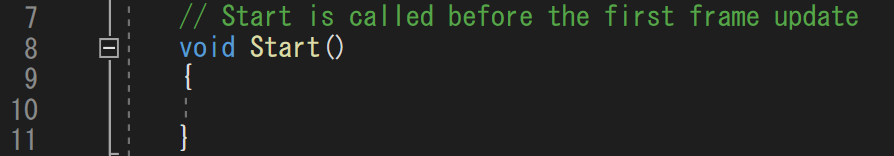 7 // Start is called before the first frame update
8 void Start()
9 {
10
11 }